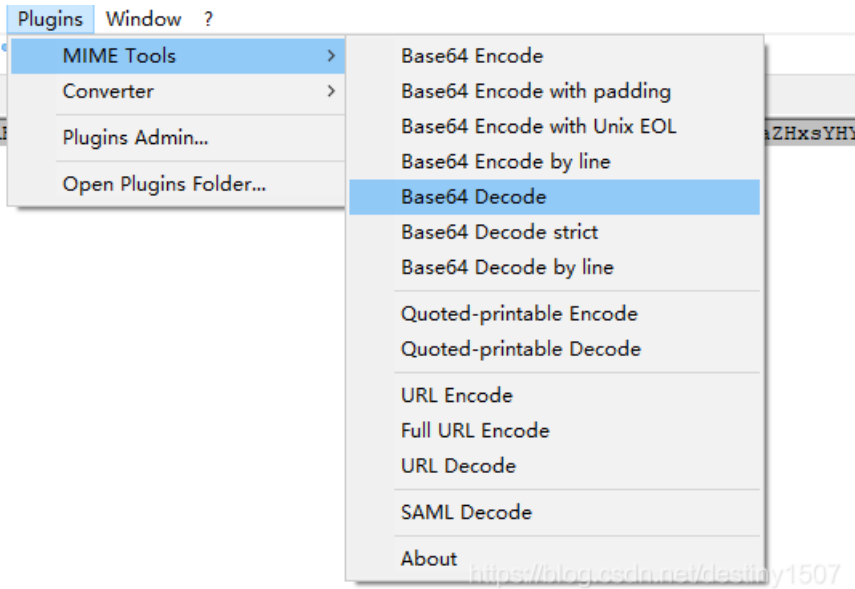 Plugins Window ?
MIME Tools
Converter
Plugins Admin...
Open Plugins Folder...
Base64 Encode
Base64 Encode with padding
Base64 Encode with Unix EOL
Base64 Encode by line
Base64 Decode
Base64 Decode strict
Base64 Decode by line
Quoted-printable Encode
Quoted-printable Decode
URL Encode
Full URL Encode
URL Decode
SAML Decode
About
aZHxsYHY
https://blog.csdn.net/destiny1507